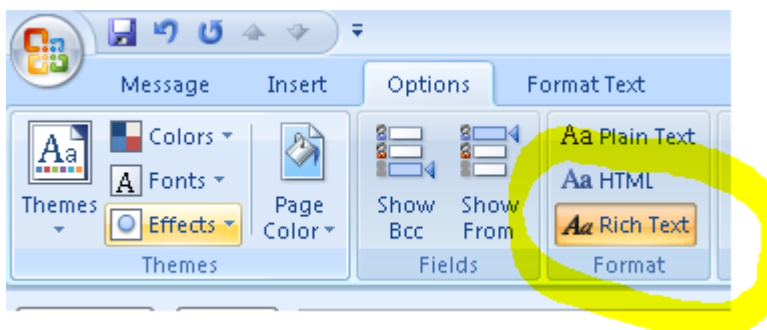 Message Insert Options Format Text
Aa
Themes
Colors
A Fonts
Effects
Page
Color
Themes
Show
Bcc
Show
From
Fields
Aa Plain Text
Aa HTML
Aa Rich Text
Format